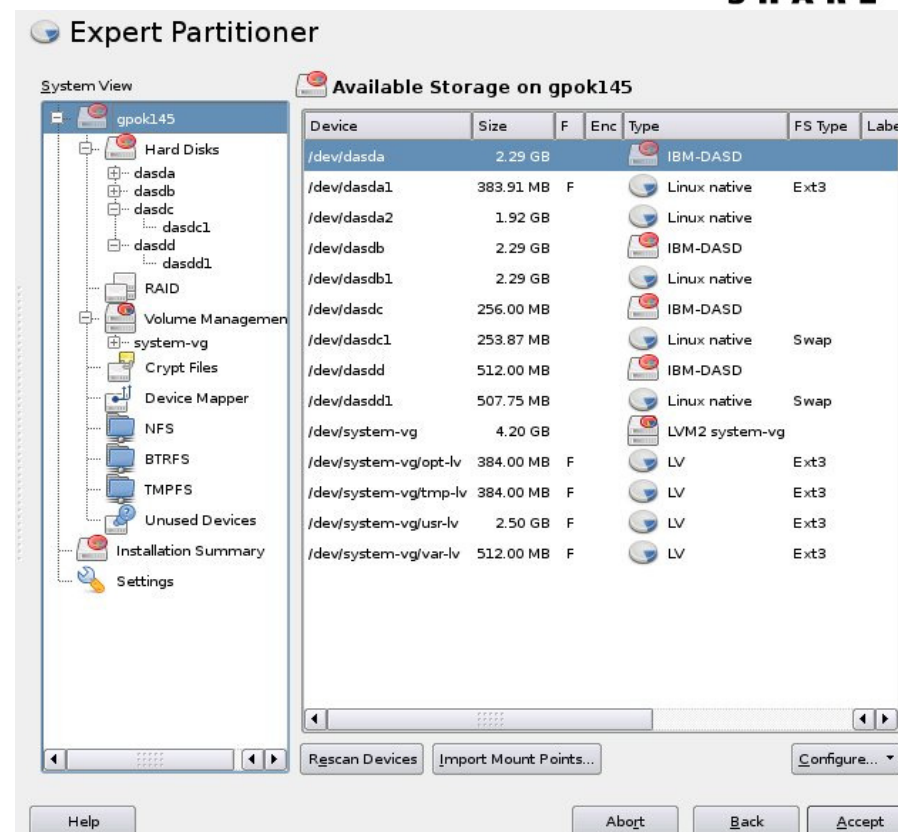 Expert Partitioner
System View
gpok145
Hard Disks
dasda
dasdb
dasdc
dasdc1
dasdd
dasdd1
RAID
Volume Managemen
system-vg
Crypt Files
Device Mapper
NFS
BTRFS
TMPFS
Unused Devices
Installation Summary
Settings
Available Storage on gpok145
Device Size F Enc Type FS Type Labe
/dev/dasda 2.29 GB IBM-DASD
/dev/dasda1 383.91 MB F Linux native Ext3
/dev/dasda2 1.92 GB Linux native
/dev/dasdb 2.29 GB IBM-DASD
/dev/dasdb1 2.29 GB Linux native
/dev/dasdc 256.00 MB IBM-DASD
/dev/dasdc1 253.87 MB Linux native Swap
/dev/dasdd 512.00 MB IBM-DASD
/dev/dasdd1 507.75 MB Linux native Swap
/dev/system-vg 4.20 GB LVM2 system-vg
/dev/system-vg/opt-lv 384.00 MB F LV Ext3
/dev/system-vg/tmp-lv 384.00 MB F LV Ext3
/dev/system-vg/usr-lv 2.50 GB F LV Ext3
/dev/system-vg/var-lv 512.00 MB F LV Ext3
Rescan Devices Import Mount Points... Configure...
Help Abort Back Accept